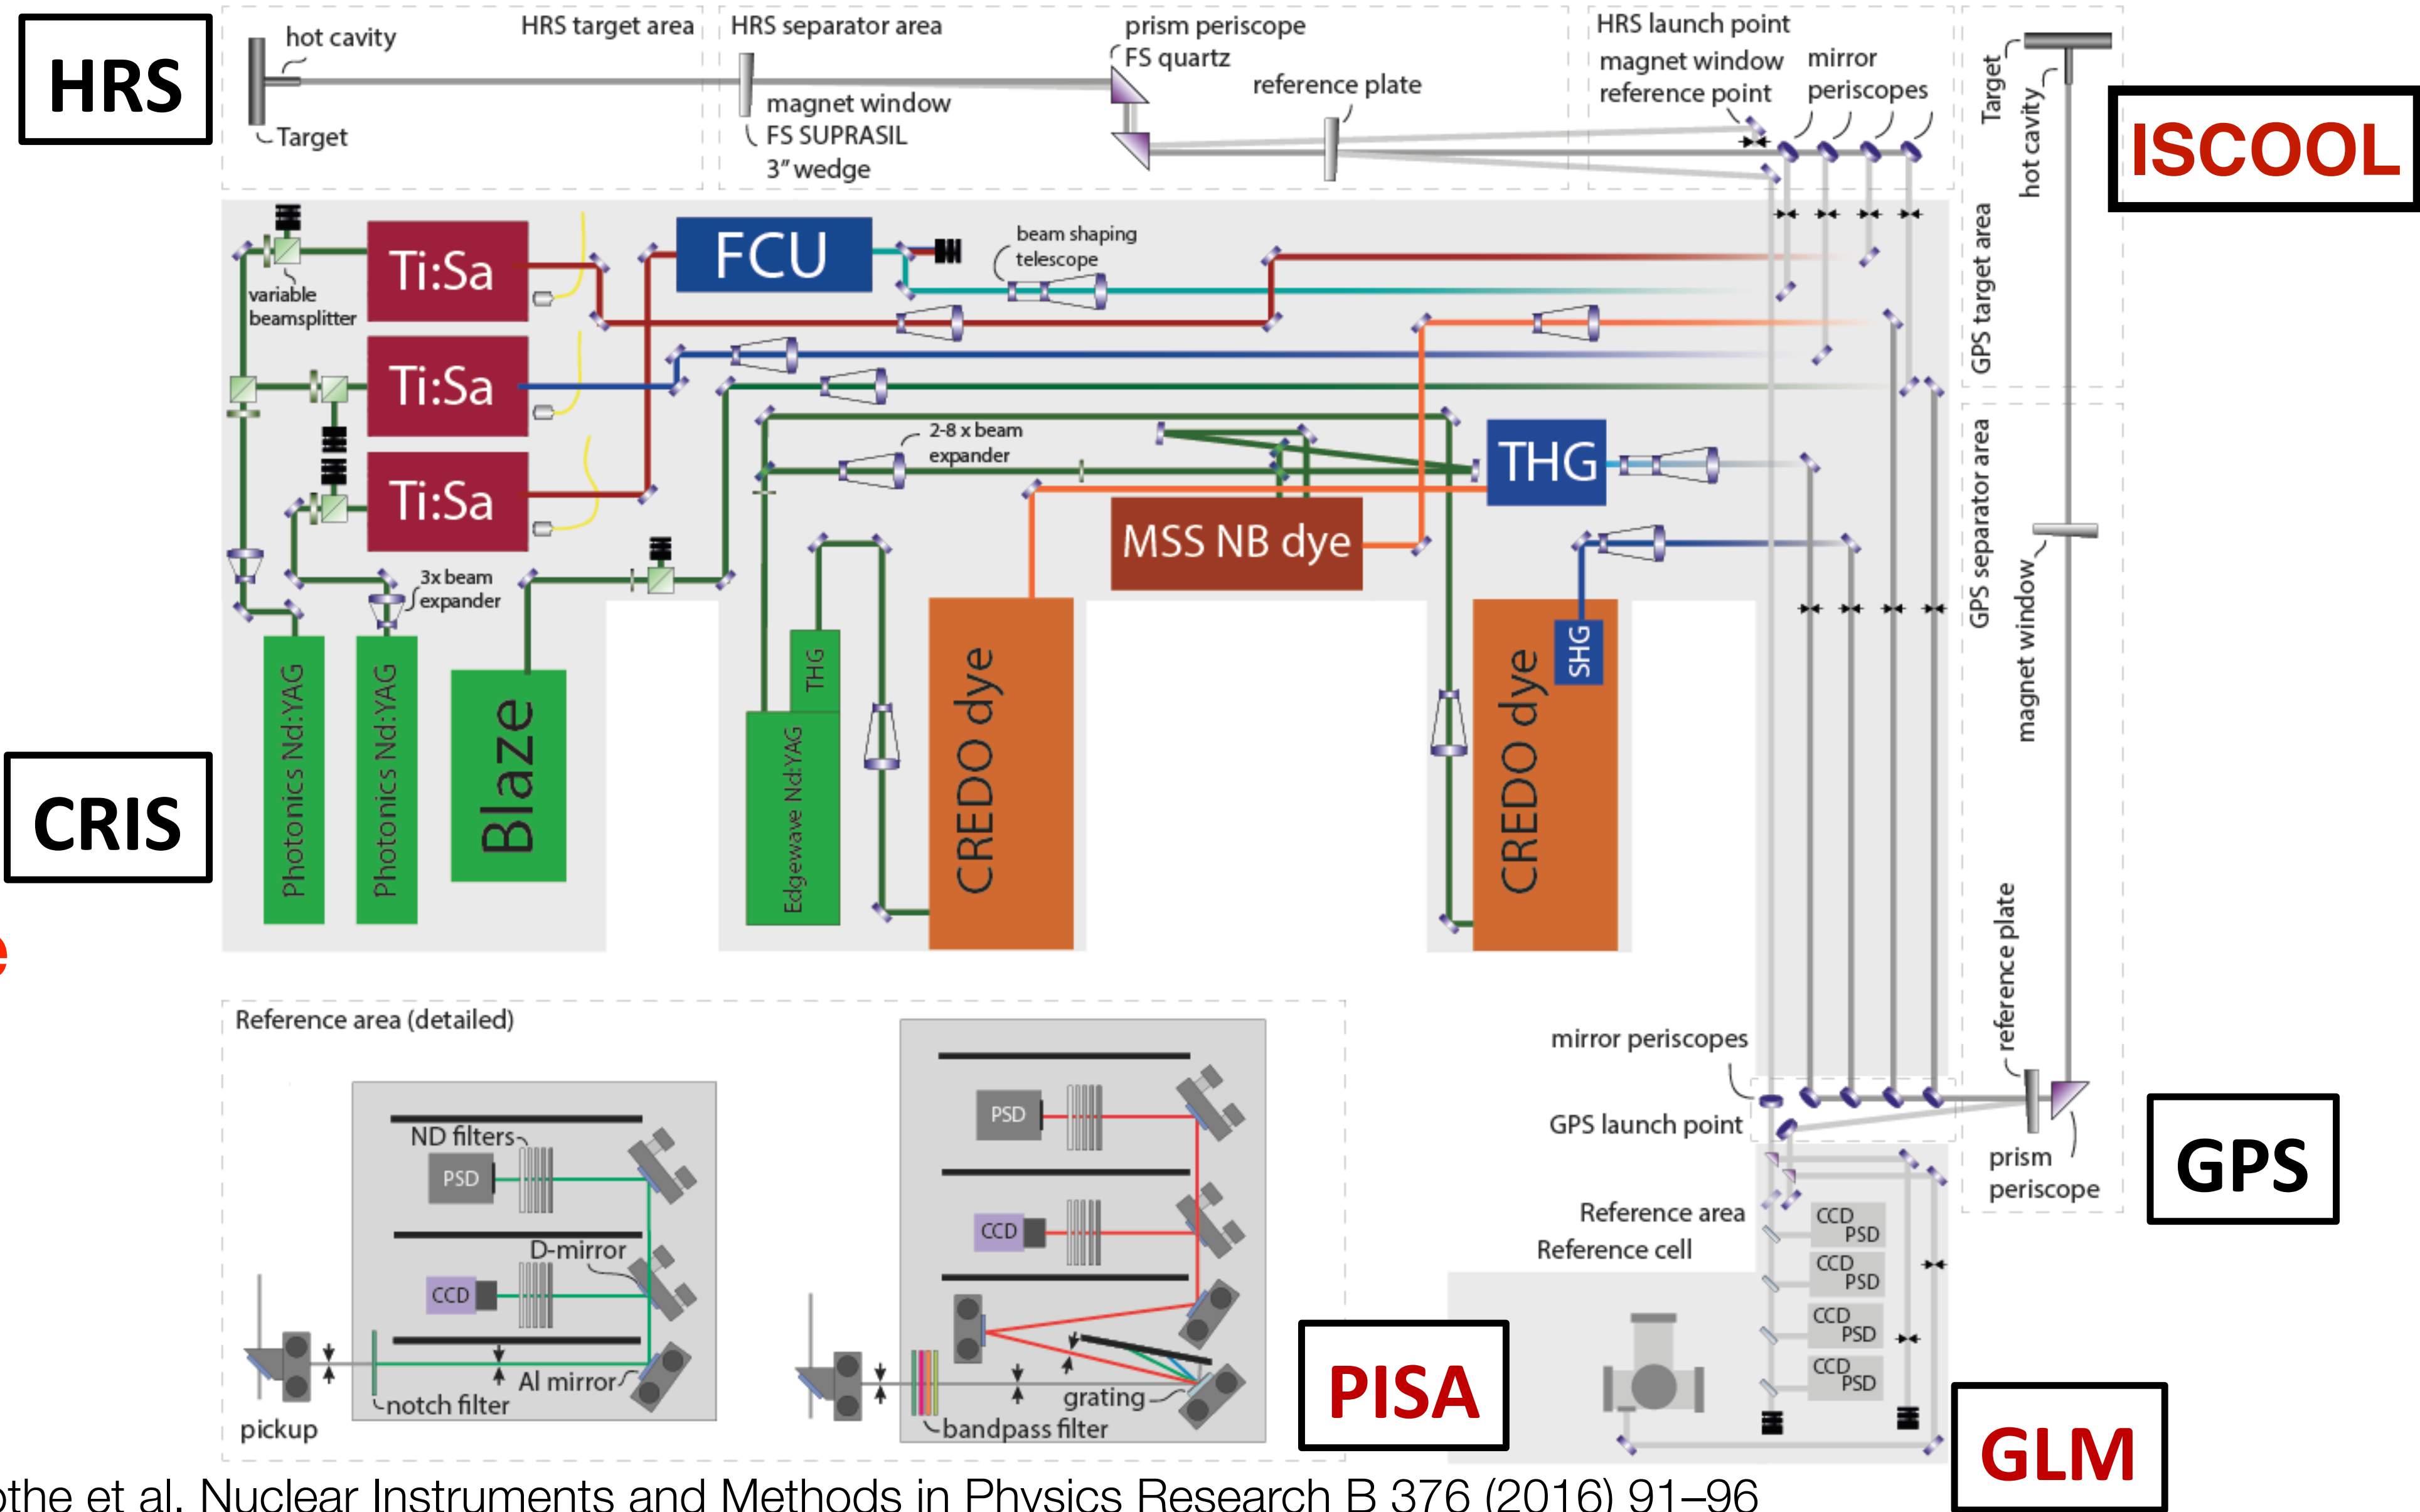 HRS
hot cavity
HRS target area
Target
HRS separator area
magnet window
FS SUPRASIL
3" wedge
prism periscope
FS quartz
reference plate
HRS launch point
magnet window
reference point
mirror
periscopes
Target
hot cavity
GPS target area
ISCOOL
Ti:Sa
FCU
beam shaping
telescope
variable
beamsplitter
Ti:Sa
2-8 x beam
expander
THG
Ti:Sa
MSS NB dye
GPS separator area
magnet window
3x beam
expander
Photonics Nd:YAG
Photonics Nd:YAG
Blaze
THG
Edgewave Nd:YAG
CREDO dye
CREDO dye
SHG
CRIS
e
reference plate
Reference area (detailed)
mirror periscopes
GPS launch point
prism
periscope
GPS
ND filters
PSD
D-mirror
CCD
Al mirror
notch filter
pickup
PSD
CCD
grating
bandpass filter
PISA
Reference area
Reference cell
CCD
PSD
CCD
PSD
CCD
PSD
CCD
PSD
GLM
othe et al. Nuclear Instruments and Methods in Physics Research B 376 (2016) 91–96